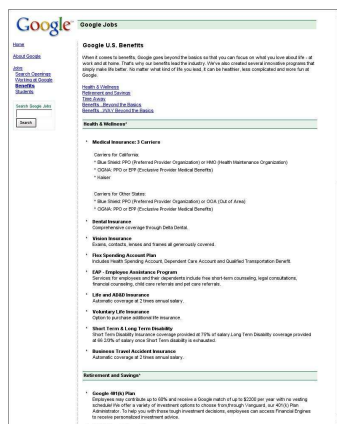 Google™
Google Jobs
Home
About Google
Jobs
Search Openings
Working at Google
Benefits
Students
Search Google Jobs
Search
Google U.S. Benefits
When it comes to benefits, Google goes beyond the basics so that you can focus on what you love about life - at
work and at home. That's why our benefits lead the industry. We've also created several innovative programs that
simply make life better. No matter what kind of life you lead, it can be healthier, less complicated and more fun at
Google.
Health & Wellness
Retirement and Savings
Time Away
Benefits...Beyond the Basics
Benefits...WAY Beyond the Basics
Health & Wellness*
* Medical Insurance: 3 Carriers
Carriers for California:
* Blue Shield: PPO (Preferred Provider Organization) or HMO (Health Maintenance Organization)
* CIGNA: PPO or EPP (Exclusive Provider Medical Benefits)
* Kaiser
Carriers for Other States:
* Blue Shield: PPO (Preferred Provider Organization) or OOA (Out of Area)
* CIGNA: PPO or EPP (Exclusive Provider Medical Benefits)
* Dental Insurance
Comprehensive coverage through Delta Dental.
* Vision Insurance
Exams, contacts, lenses and frames all generously covered.
* Flex Spending Account Plan
Includes Health Spending Account, Dependent Care Account and Qualified Transportation Benefit.
* EAP - Employee Assistance Program
Services for employees and their dependents include free short-term counseling, legal consultations,
financial counseling, child care referrals and pet care referrals.
* Life and AD&D Insurance
Automatic coverage at 2 times annual salary.
* Voluntary Life Insurance
Option to purchase additional life insurance.
* Short Term & Long Term Disability
Short Term Disability Insurance coverage provided at 75% of salary Long Term Disability coverage provided
at 66 2/3% of salary once Short Term Disability is exhausted.
* Business Travel Accident Insurance
Automatic coverage at 2 times annual salary.
Retirement and Savings*
* Google 401(k) Plan
Employees may contribute up to 60% and receive a Google match of up to $2200 per year with no vesting
schedule! We offer a variety of investment options to choose from through Vanguard, our 401(k) Plan
Administrator. To help you with those tough investment decisions, employees can access Financial Engines
to receive personalized investment advice.